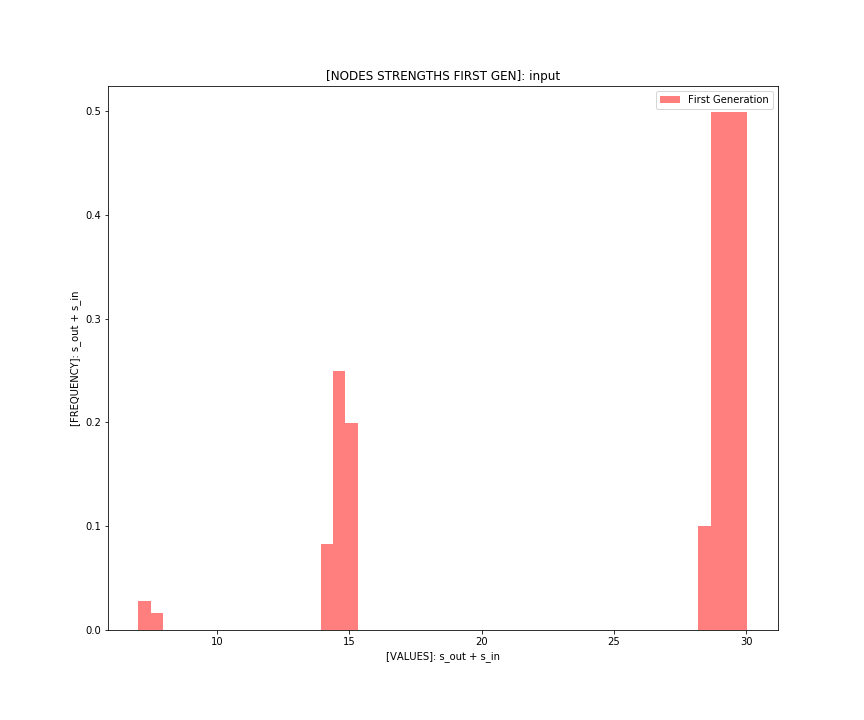 [NODES STRENGTHS FIRST GEN]: input
First Generation
[FREQUENCY]: s_out + s_in
0.5
0.4
0.3
0.2
0.1
0.0
10
15
20
25
30
[VALUES]: s_out + s_in